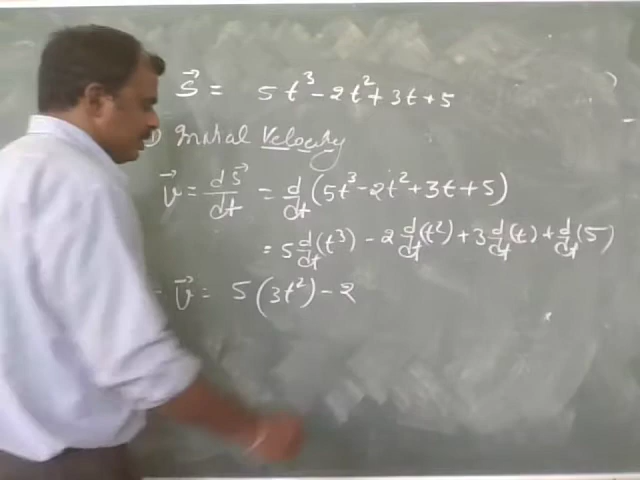 S⃗ = 5t³ - 2t² + 3t + 5
1) Initial Velocity
v⃗ = dS⃗/dt = d/dt (5t³ - 2t² + 3t + 5)
= 5 d/dt (t³) - 2 d/dt (t²) + 3 d/dt (t) + d/dt (5)
v⃗ = 5 (3t²) - 2